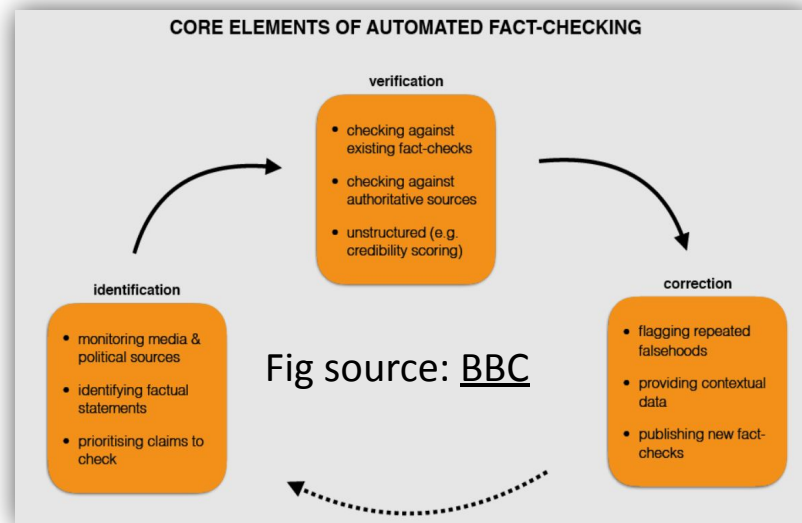 CORE ELEMENTS OF AUTOMATED FACT-CHECKING
verification
• checking against
existing fact-checks
• checking against
authoritative sources
• unstructured (e.g.
credibility scoring)
identification
• monitoring media &
political sources
• identifying factual
statements
• prioritising claims to
check
Fig source: BBC
correction
• flagging repeated
falsehoods
• providing contextual
data
• publishing new fact-
checks